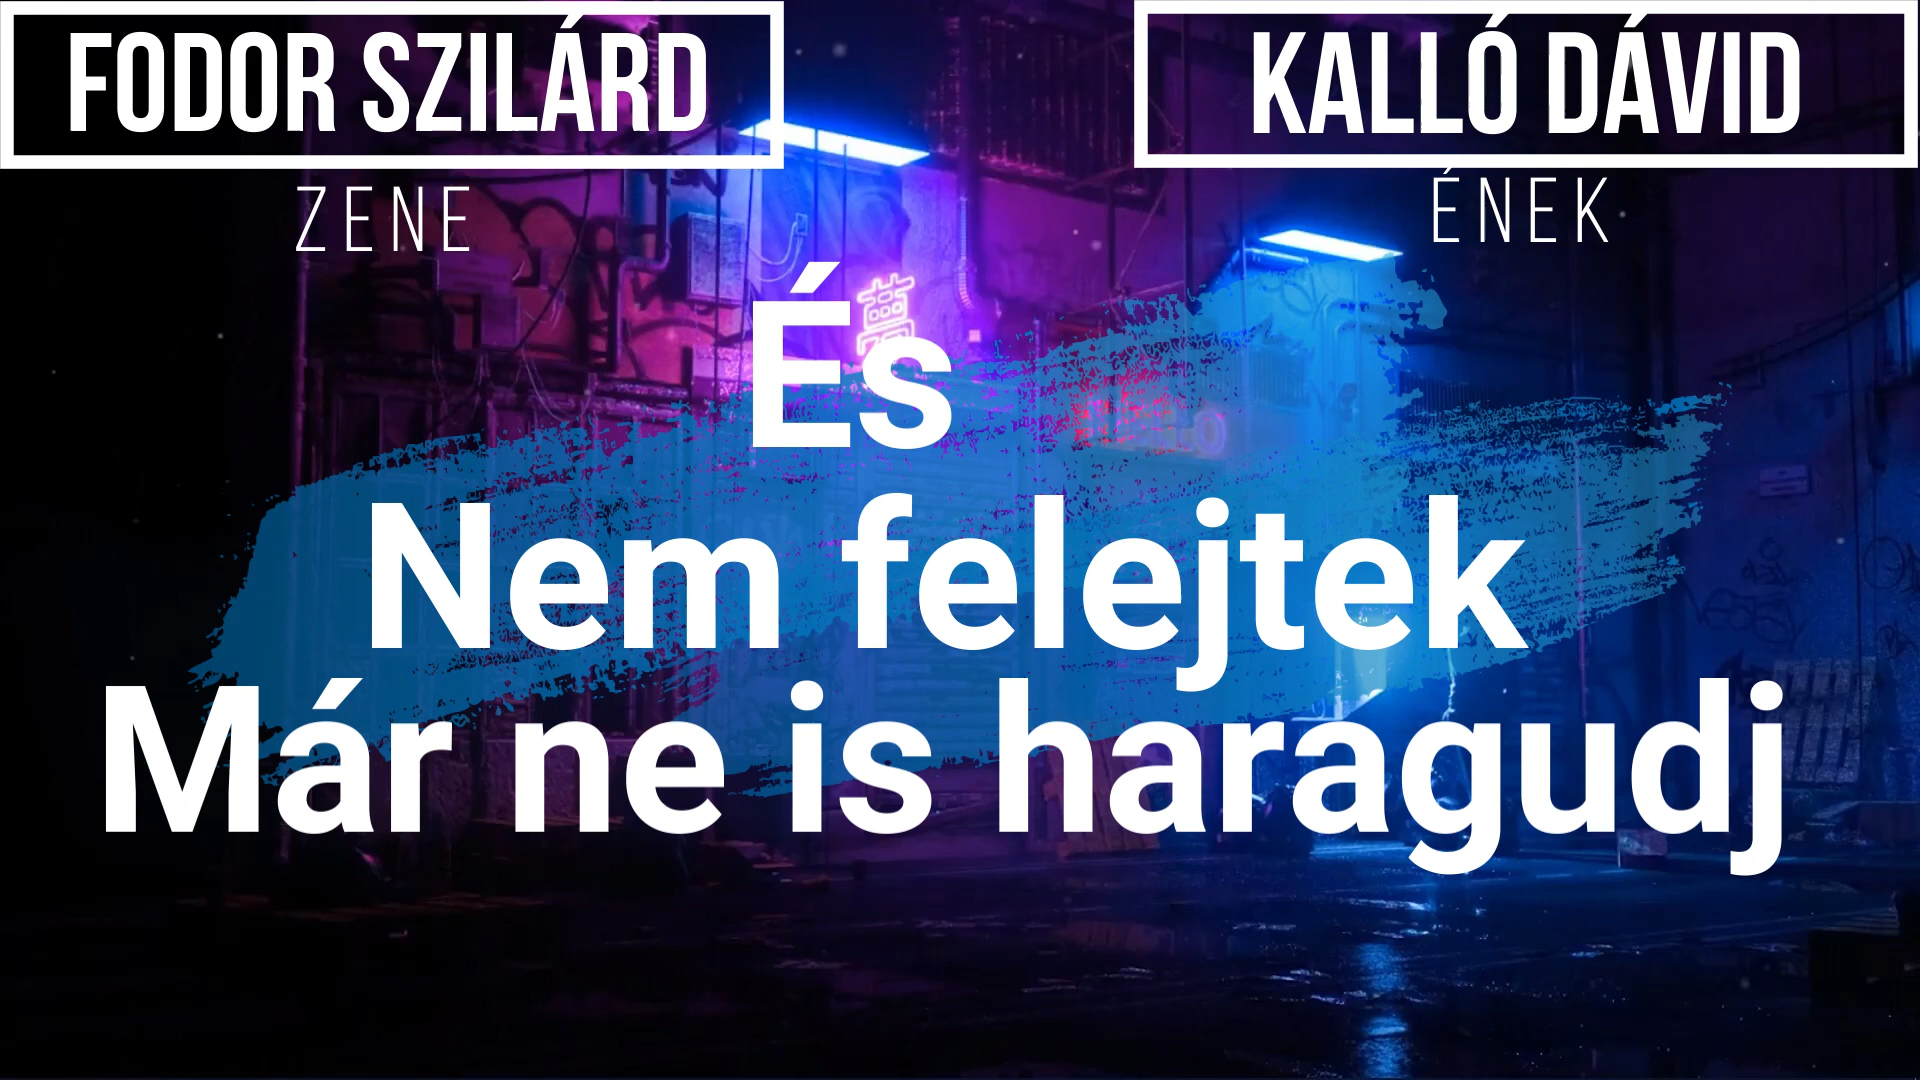 FODOR SZILÁRD
ZENE
KALLÓ DÁVID
ÉNEK
És
Nem felejtek
Már ne is haragudj